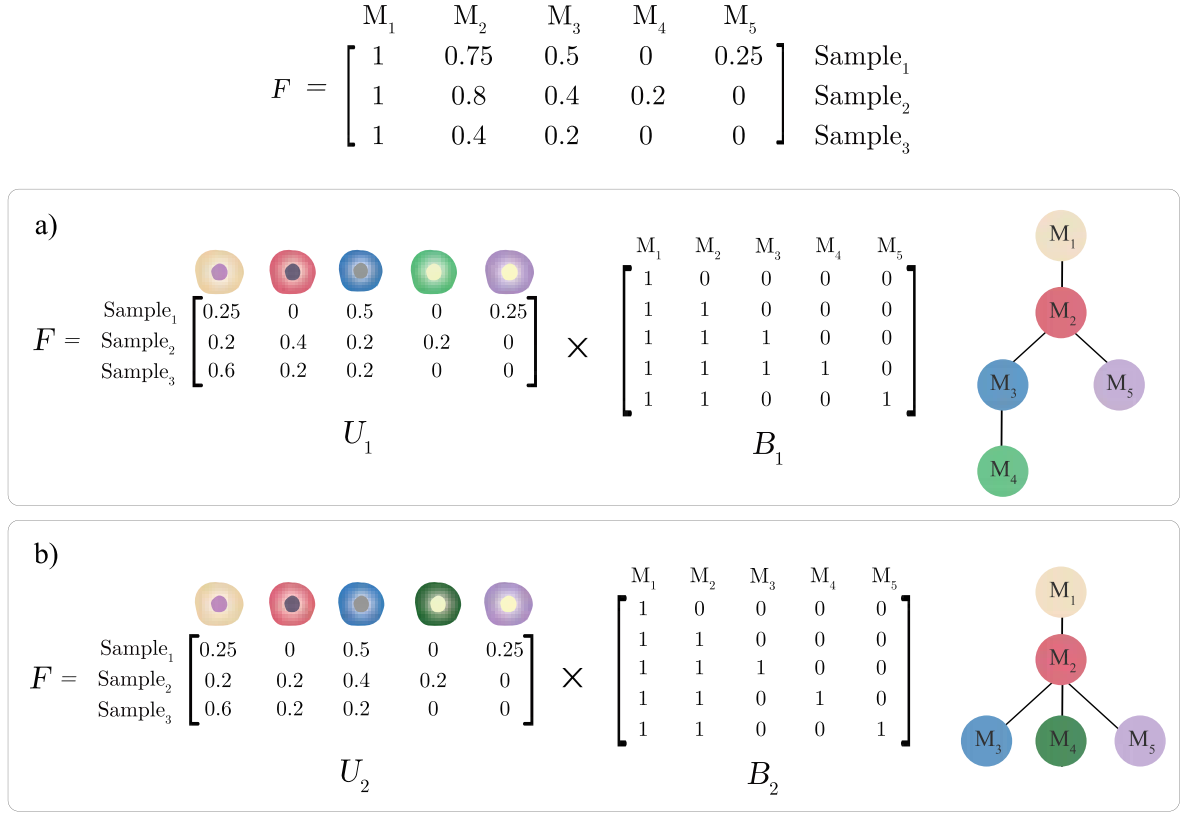 M₁ M₂ M₃ M₄ M₅
F = [ 1 0.75 0.5 0 0.25 ] Sample₁
1 0.8 0.4 0.2 0 Sample₂
1 0.4 0.2 0 0 Sample₃
a)
M₁ M₂ M₃ M₄ M₅
F =
Sample₁ 0.25 0 0.5 0 0.25
Sample₂ 0.2 0.4 0.2 0.2 0
Sample₃ 0.6 0.2 0.2 0 0
U₁
×
1 0 0 0 0
1 1 0 0 0
1 1 1 0 0
1 1 1 1 0
1 1 0 0 1
B₁
M₁
M₂
M₃ M₅
M₄
b)
M₁ M₂ M₃ M₄ M₅
F =
Sample₁ 0.25 0 0.5 0 0.25
Sample₂ 0.2 0.2 0.4 0.2 0
Sample₃ 0.6 0.2 0.2 0 0
U₂
×
1 0 0 0 0
1 1 0 0 0
1 1 1 0 0
1 1 0 1 0
1 1 0 0 1
B₂
M₁
M₂
M₃ M₄ M₅